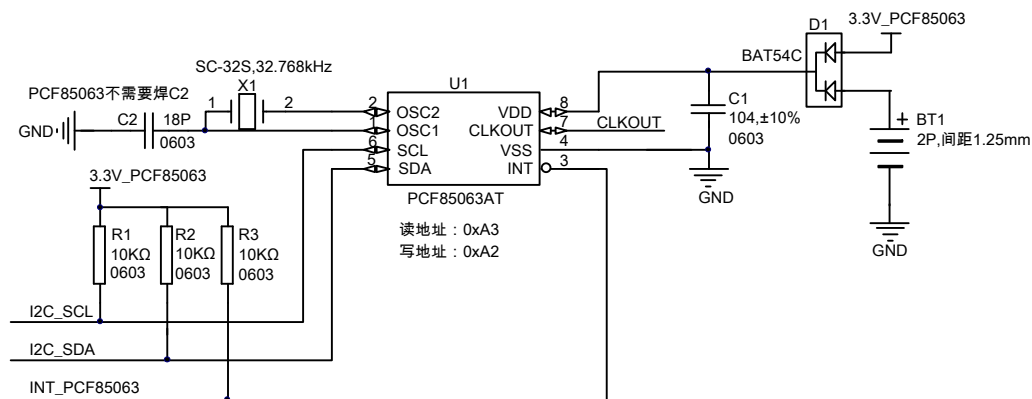 D1
3.3V_PCF85063
BAT54C
SC-32S,32.768kHz
X1
1
2
U1
PCF85063不需要焊C2
GND
C2
18P
0603
2
OSC2
1
OSC1
6
SCL
5
SDA
VDD
8
CLKOUT
7
CLKOUT
VSS
4
INT
3
PCF85063AT
读地址：0xA3
写地址：0xA2
C1
104,±10%
0603
GND
+
BT1
2P,间距1.25mm
GND
3.3V_PCF85063
R1
10KΩ
0603
R2
10KΩ
0603
R3
10KΩ
0603
I2C_SCL
I2C_SDA
INT_PCF85063